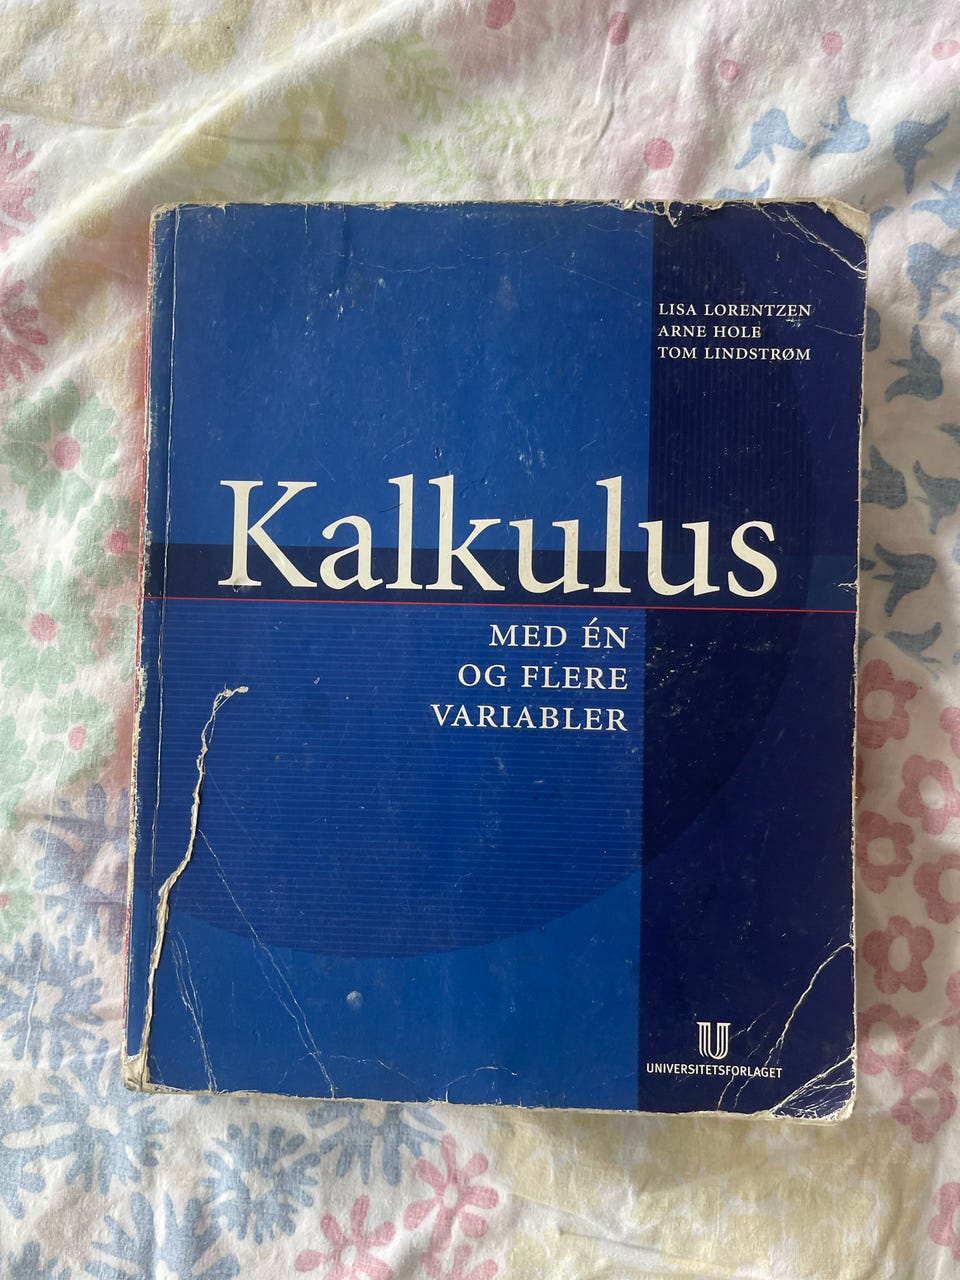 LISA LORENTZEN
ARNE HOLE
TOM LINDSTRØM
Kalkulus
MED ÉN
OG FLERE
VARIABLER
UNIVERSITETSFORLAGET